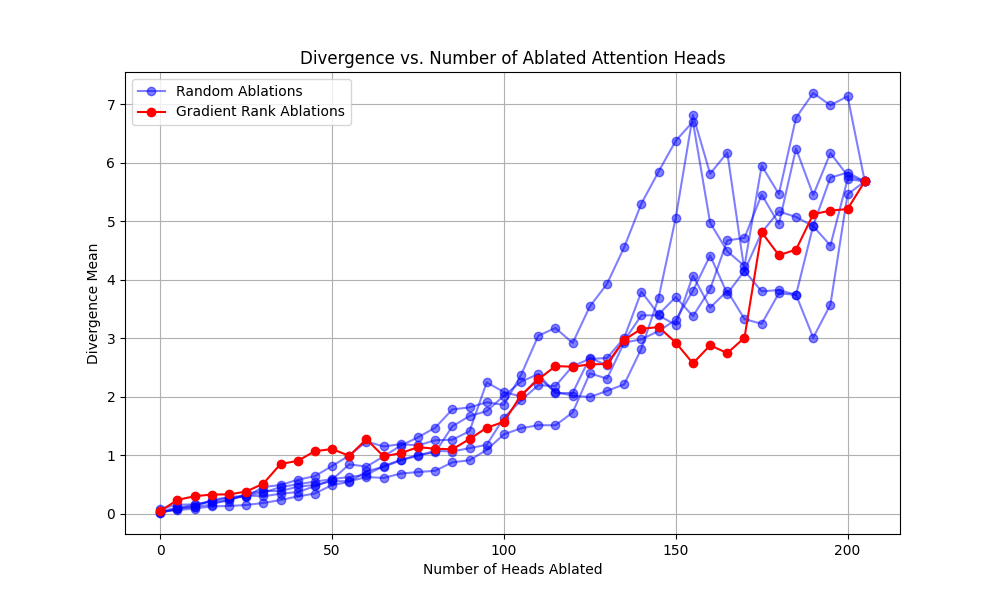 Divergence vs. Number of Ablated Attention Heads
Random Ablations
Gradient Rank Ablations
7
6
5
4
3
2
1
0
Divergence Mean
0 50 100 150 200
Number of Heads Ablated